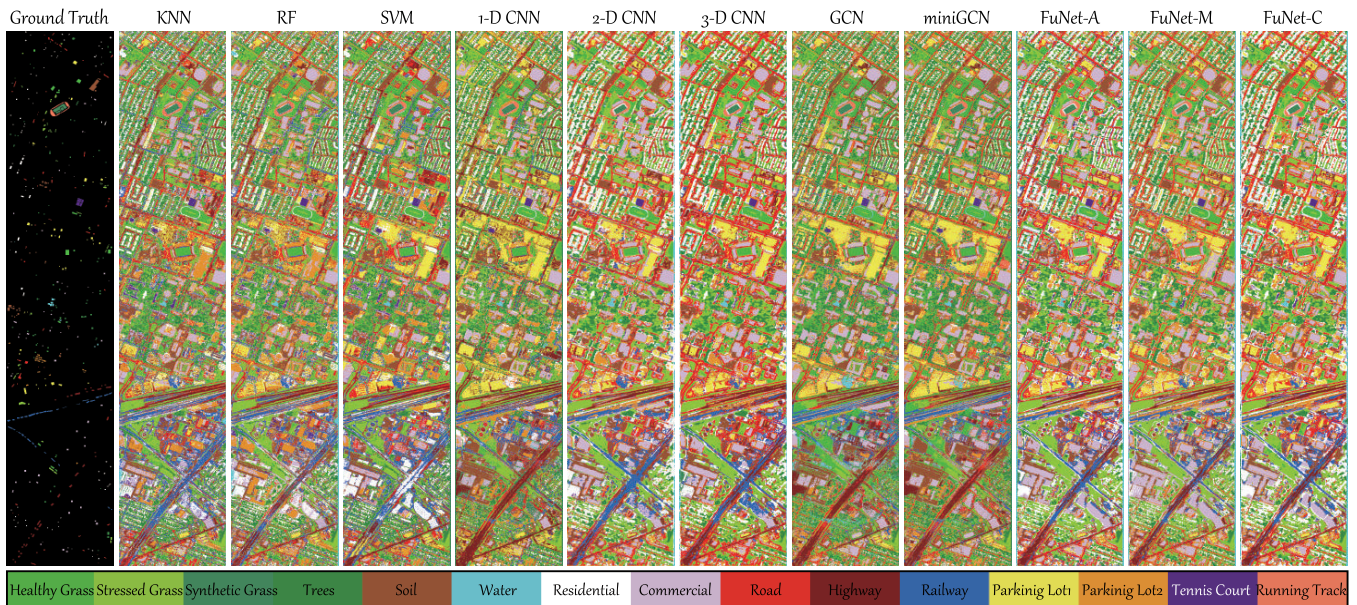 Ground Truth KNN RF SVM 1-D CNN 2-D CNN 3-D CNN GCN miniGCN FuNet-A FuNet-M FuNet-C
Healthy Grass Stressed Grass Synthetic Grass Trees Soil Water Residential Commercial Road Highway Railway Parkinig Lot1 Parkinig Lot2 Tennis Court Running Track